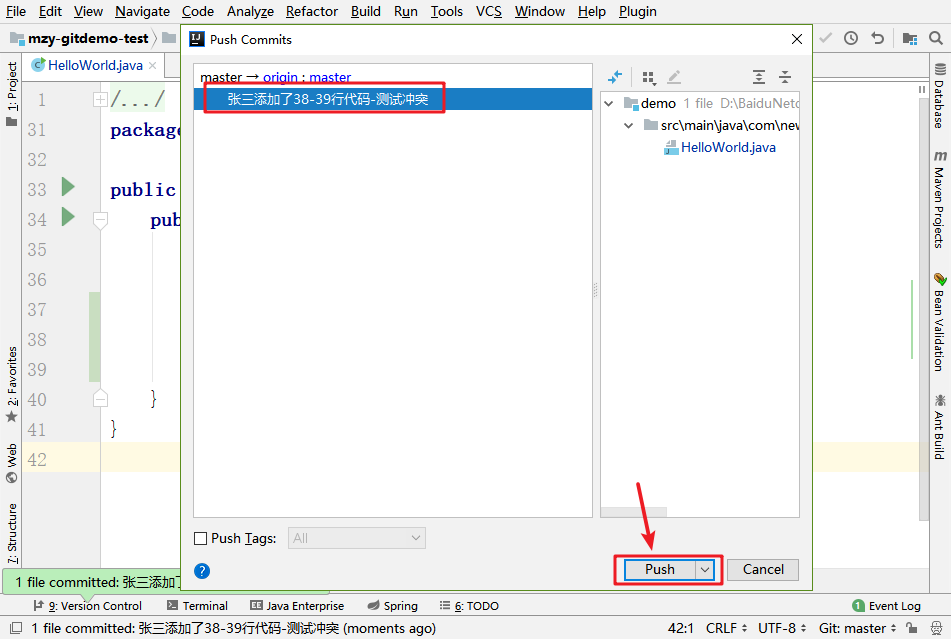 File Edit View Navigate Code Analyze Refactor Build Run Tools VCS Window Help Plugin
mzy-gitdemo-test
HelloWorld.java
Push Commits
master → origin : master
张三添加了38-39行代码-测试冲突
demo 1 file D:\BaiduNetc
src\main\java\com\new
HelloWorld.java
1 /.../
31 package
32
33 public
34 pub
35
36
37
38
39
40 }
41 }
42
1: Project
2: Favorites
Web
7: Structure
Database
m Maven Projects
Bean Validation
Ant Build
Push Tags: All
? Push Cancel
1 file committed: 张三添加了
9: Version Control Terminal Java Enterprise Spring 6: TODO 1 Event Log
1 file committed: 张三添加了38-39行代码-测试冲突 (moments ago) 42:1 CRLF UTF-8 Git: master